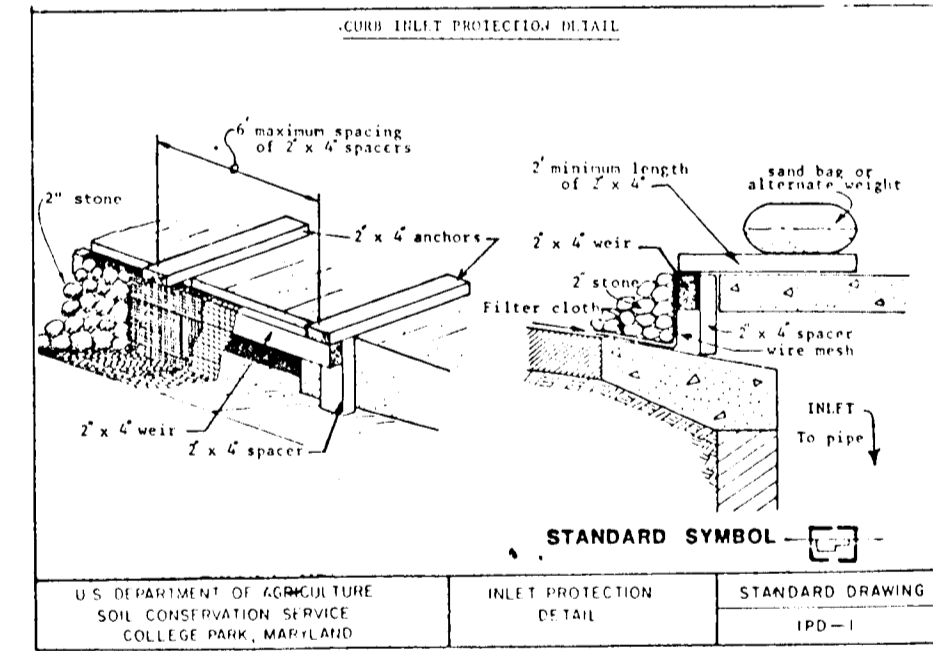 CURB INLET PROTECTION DETAIL
6' maximum spacing
of 2" x 4" spacers
2" stone
2" x 4" anchors
2" x 4" weir
2" x 4" spacer
2' minimum length
of 2" x 4"
sand bag or
alternate weight
2" x 4" weir
2" stone
Filter cloth
2" x 4" spacer
wire mesh
INLET
To pipe
STANDARD SYMBOL
U.S DEPARTMENT OF AGRICULTURE
SOIL CONSERVATION SERVICE
COLLEGE PARK, MARYLAND
INLET PROTECTION
DETAIL
STANDARD DRAWING
IPD-1